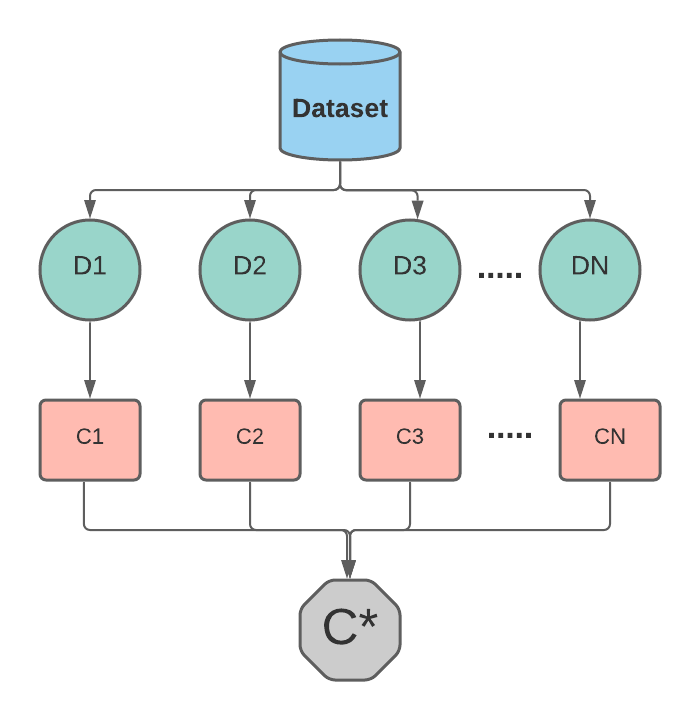 Dataset
D1 D2 D3 ..... DN
C1 C2 C3 ..... CN
C*